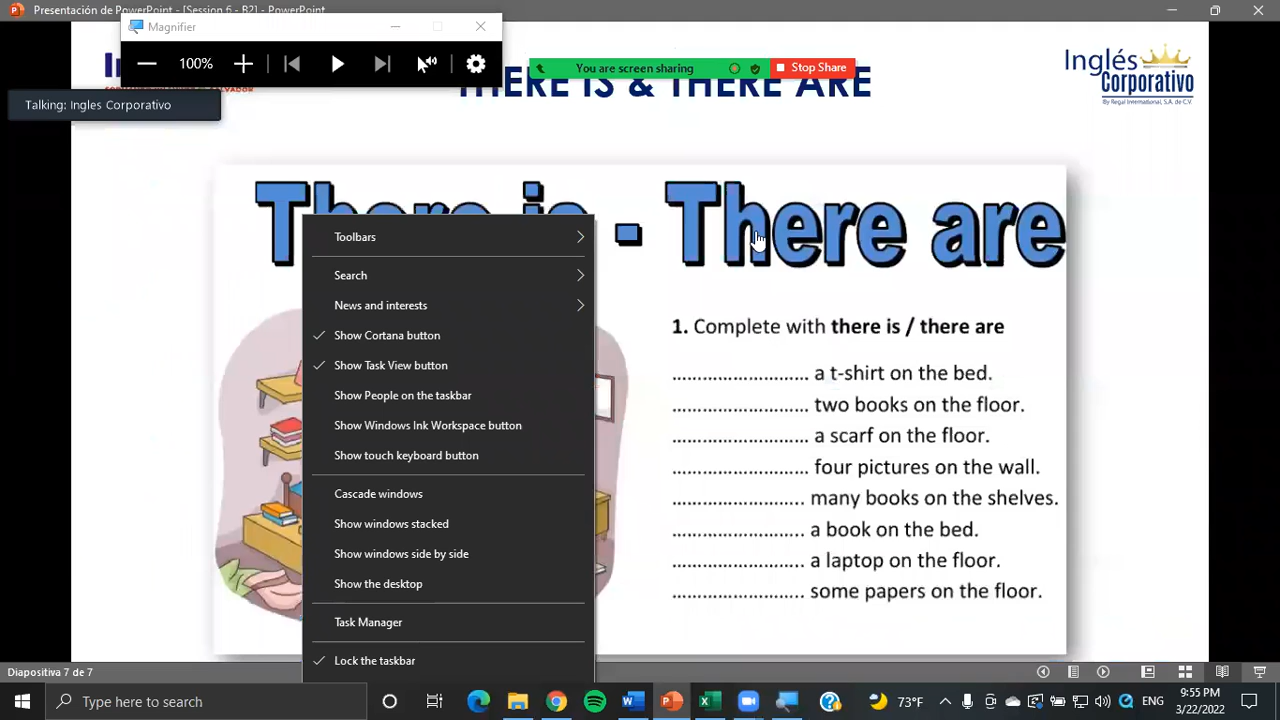 Presentación de PowerPoint - [Session 6 - B2] - PowerPoint
Magnifier
100%
You are screen sharing
Stop Share
Talking: Ingles Corporativo
THERE IS & THERE ARE
Inglés
Corporativo
By Regal International, S.A. de C.V.
There is - There are
Toolbars
Search
News and interests
Show Cortana button
Show Task View button
Show People on the taskbar
Show Windows Ink Workspace button
Show touch keyboard button
Cascade windows
Show windows stacked
Show windows side by side
Show the desktop
Task Manager
Lock the taskbar
1. Complete with there is / there are
........................... a t-shirt on the bed.
........................... two books on the floor.
........................... a scarf on the floor.
........................... four pictures on the wall.
.......................... many books on the shelves.
.......................... a book on the bed.
.......................... a laptop on the floor.
.......................... some papers on the floor.
Diapositiva 7 de 7
Type here to search
73°F
ENG
9:55 PM
3/22/2022